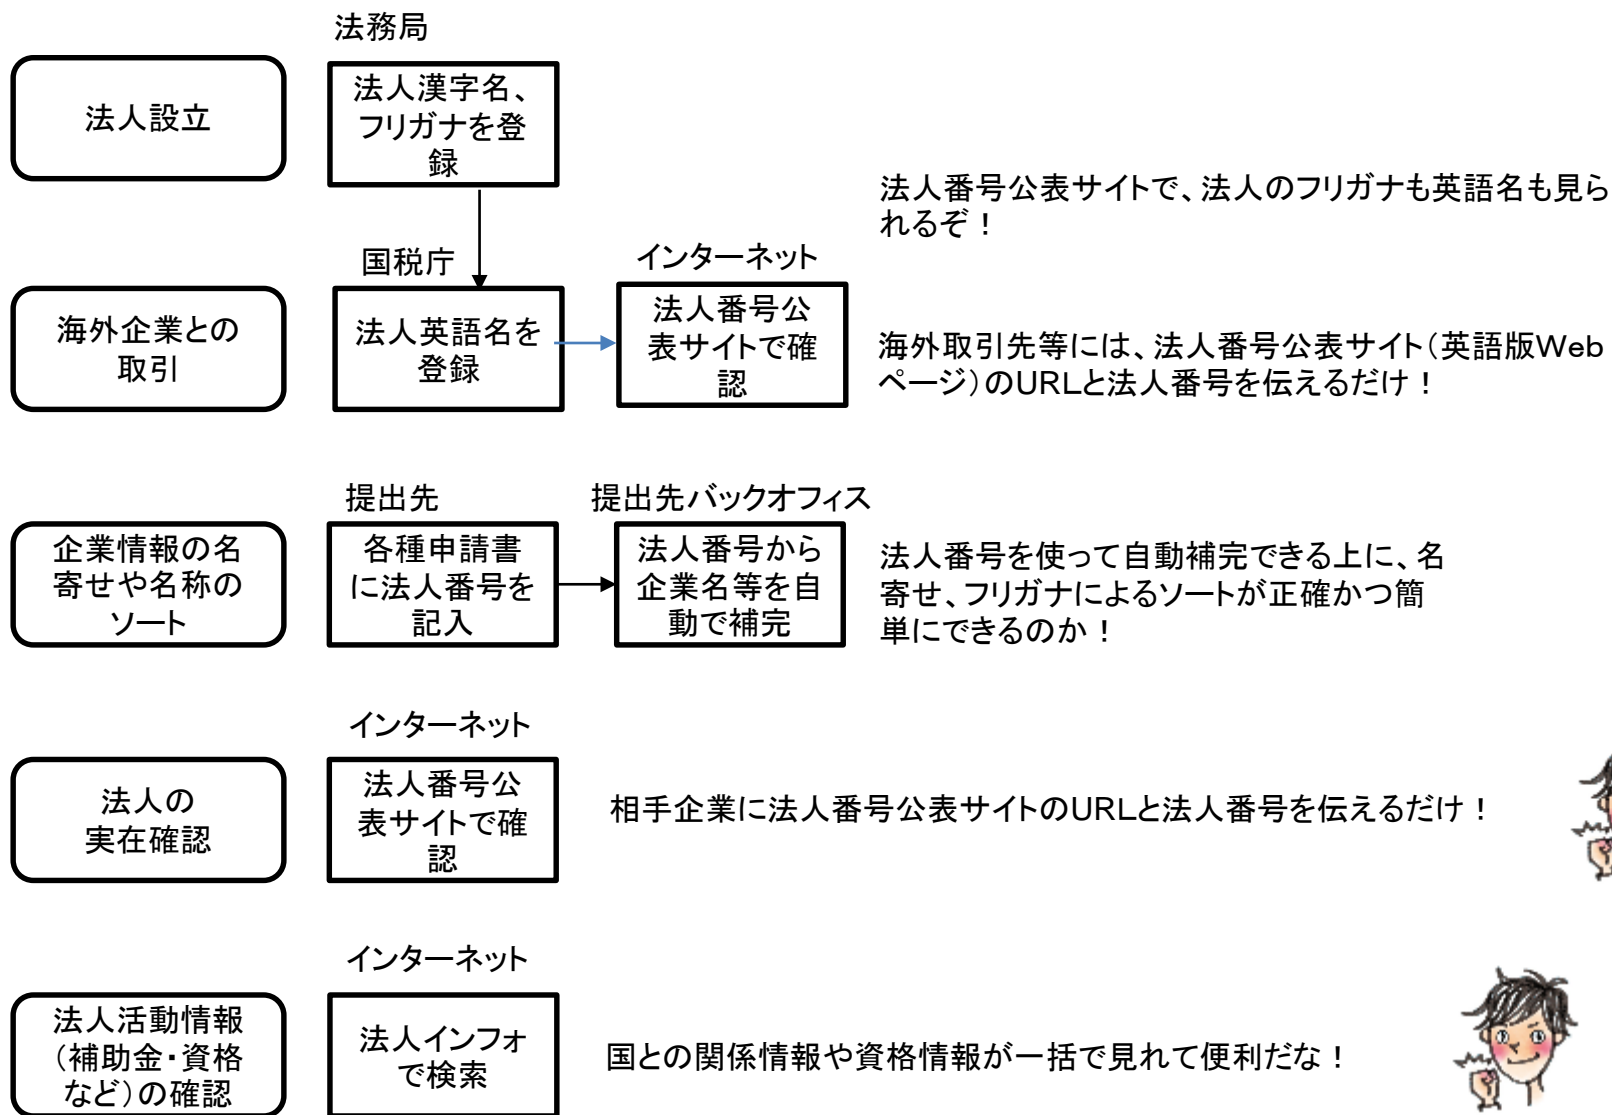 法務局
法人設立
法人漢字名、
フリガナを登
録
法人番号公表サイトで、法人のフリガナも英語名も見ら
れるぞ！
国税庁
インターネット
海外企業との
取引
法人英語名を
登録
法人番号公
表サイトで確
認
海外取引先等には、法人番号公表サイト（英語版Web
ページ）のURLと法人番号を伝えるだけ！
提出先
提出先バックオフィス
企業情報の名
寄せや名称の
ソート
各種申請書
に法人番号を
記入
法人番号から
企業名等を自
動で補完
法人番号を使って自動補完できる上に、名
寄せ、フリガナによるソートが正確かつ簡
単にできるのか！
インターネット
法人の
実在確認
法人番号公
表サイトで確
認
相手企業に法人番号公表サイトのURLと法人番号を伝えるだけ！
インターネット
法人活動情報
（補助金・資格
など）の確認
法人インフォ
で検索
国との関係情報や資格情報が一括で見れて便利だな！